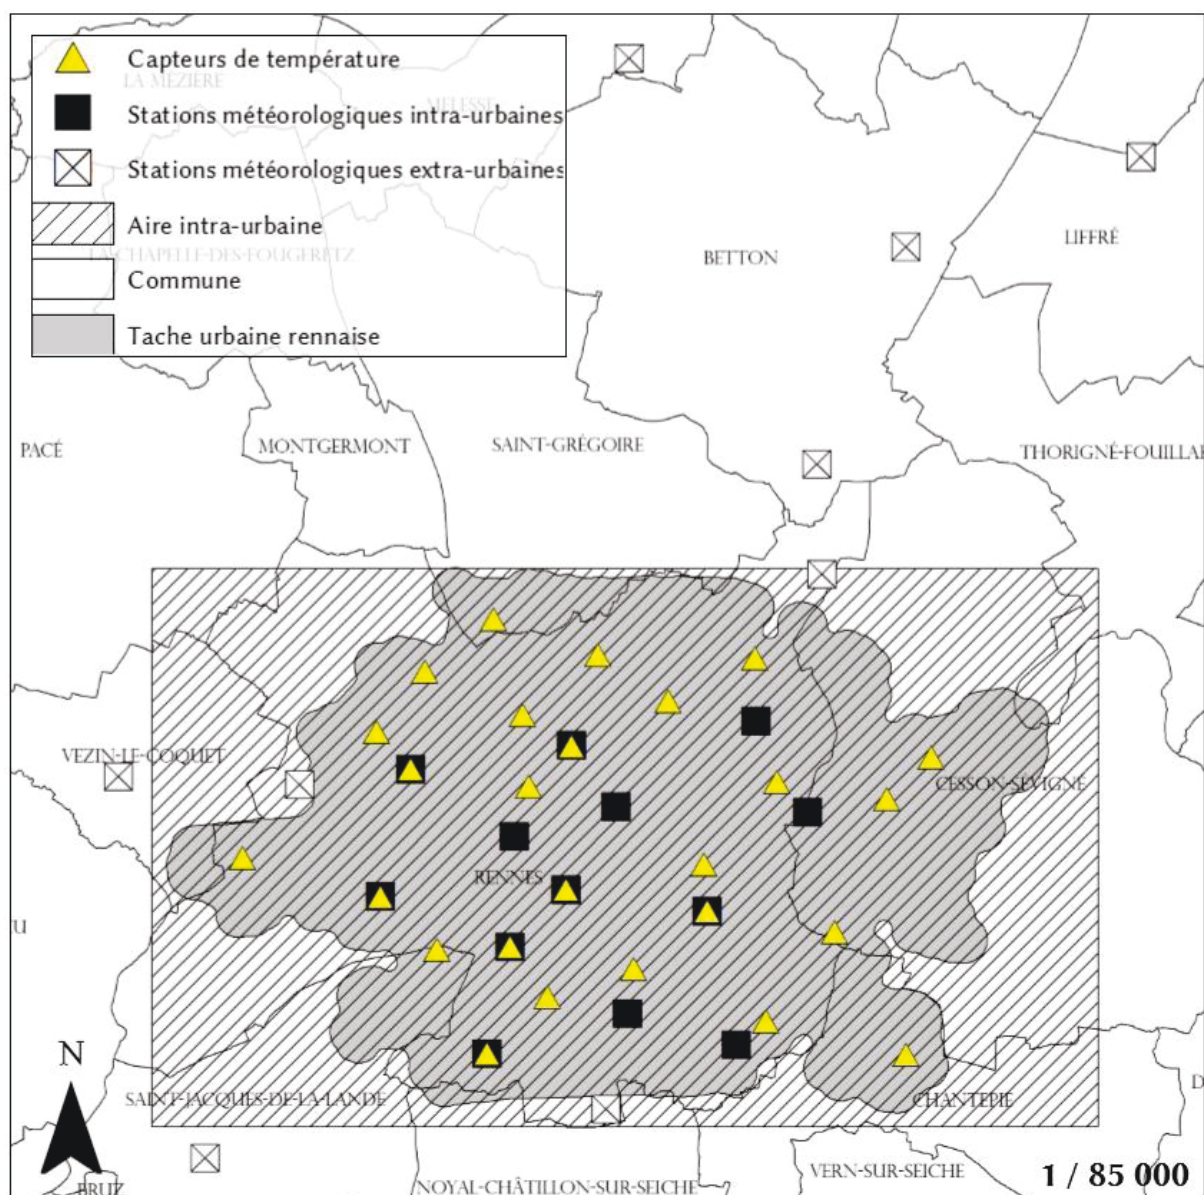 Capteurs de température
LA MÉZIÈRE
MELESSE
Stations météorologiques intra-urbaines
Stations météorologiques extra-urbaines
Aire intra-urbaine
LA CHAPELLE-DES-FOUGERETZ
Commune
Tache urbaine rennaise
BETTON
LIFFRÉ
PACÉ
MONTGERMONT
SAINT-GRÉGOIRE
THORIGNÉ-FOUILLA
VEZIN-LE-COQUET
CESSON-SÉVIGNÉ
RENNES
U
N
SAINT-JACQUES-DE-LA-LANDE
CHANTEPIE
D
BRUZ
NOYAL-CHÂTILLON-SUR-SEICHE
VERN-SUR-SEICHE
1 / 85 000